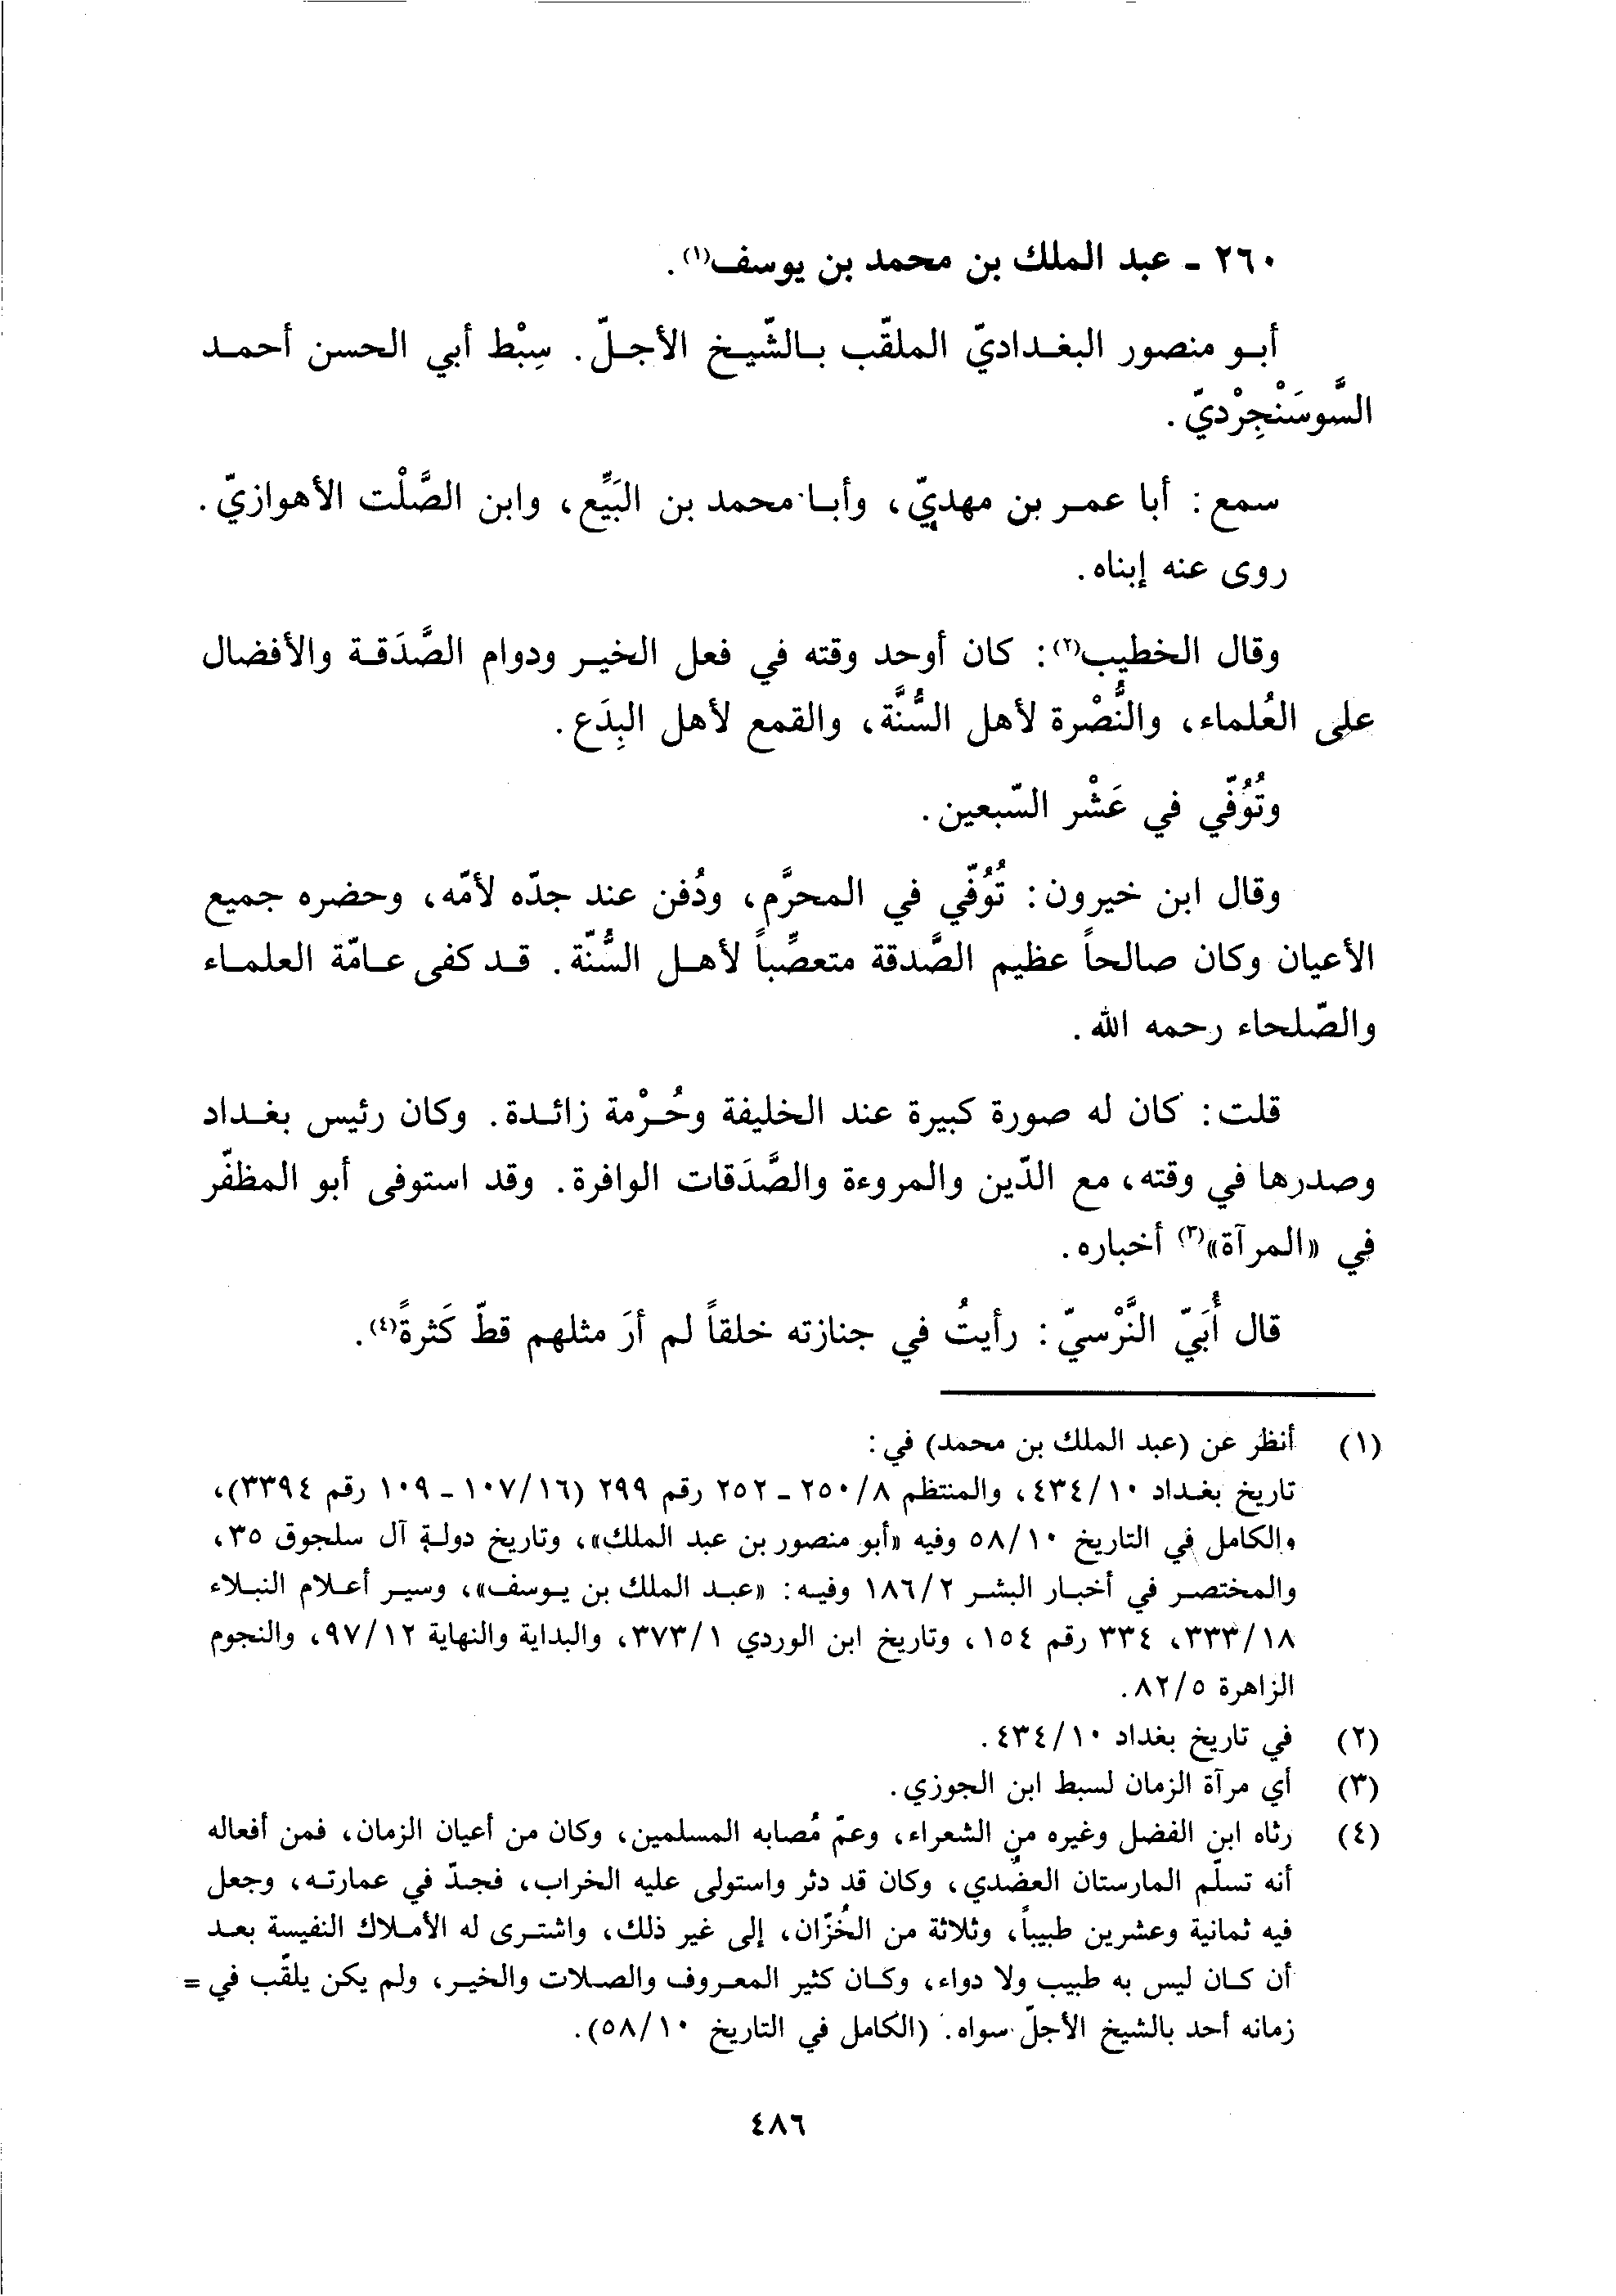 ٢٦٠ - عبد الملك بن محمد بن يوسف(١).
أبو منصور البغداديّ الملقّب بالشّيخ الأجلّ. سِبْط أبي الحسن أحمد
السَّوسَنْجِرْديّ.
سمع: أبا عمر بن مهديّ، وأبا محمد بن البَيِّع، وابن الصَّلْت الأهوازيّ.
روى عنه إبناه.
وقال الخطيب(٢): كان أوحد وقته في فعل الخير ودوام الصَّدَقة والأفضال
على العُلماء، والنُّصْرة لأهل السُّنَّة، والقمع لأهل البِدَع.
وتُوُفّي في عَشْر السّبعين.
وقال ابن خيرون: تُوُفّي في المحرَّم، ودُفن عند جدّه لأمّه، وحضره جميع
الأعيان وكان صالحاً عظيم الصَّدقة متعصِّباً لأهل السُّنّة. قد كفى عامّة العلماء
والصّلحاء رحمه الله.
قلت: كان له صورة كبيرة عند الخليفة وحُرْمة زائدة. وكان رئيس بغداد
وصدرها في وقته، مع الدّين والمروءة والصَّدَقات الوافرة. وقد استوفى أبو المظفّر
في «المرآة»(٣) أخباره.
قال أُبَيّ النَّرْسيّ: رأيتُ في جنازته خلقاً لم أرَ مثلهم قطّ كَثرةً(٤).
(١) أنظر عن (عبد الملك بن محمد) في:
تاريخ بغداد ٤٣٤/١٠، والمنتظم ٢٥٠/٨ - ٢٥٢ رقم ٢٩٩ (١٠٧/١٦ - ١٠٩ رقم ٣٣٩٤)،
والكامل في التاريخ ٥٨/١٠ وفيه «أبو منصور بن عبد الملك»، وتاريخ دولة آل سلجوق ٣٥،
والمختصر في أخبار البشر ١٨٦/٢ وفيه: «عبد الملك بن يوسف»، وسير أعلام النبلاء
٣٣٣/١٨، ٣٣٤ رقم ١٥٤، وتاريخ ابن الوردي ٣٧٣/١، والبداية والنهاية ٩٧/١٢، والنجوم
الزاهرة ٨٢/٥.
(٢) في تاريخ بغداد ٤٣٤/١٠.
(٣) أي مرآة الزمان لسبط ابن الجوزي.
(٤) رثاه ابن الفضل وغيره من الشعراء، وعمّ مُصابه المسلمين، وكان من أعيان الزمان، فمن أفعاله
أنه تسلّم المارستان العضُدي، وكان قد دثر واستولى عليه الخراب، فجدّ في عمارته، وجعل
فيه ثمانية وعشرين طبيباً، وثلاثة من الخُزّان، إلى غير ذلك، واشترى له الأملاك النفيسة بعد
أن كان ليس به طبيب ولا دواء، وكان كثير المعروف والصلات والخير، ولم يكن يلقّب في =
زمانه أحد بالشيخ الأجلّ سواه. (الكامل في التاريخ ٥٨/١٠).
٤٨٦